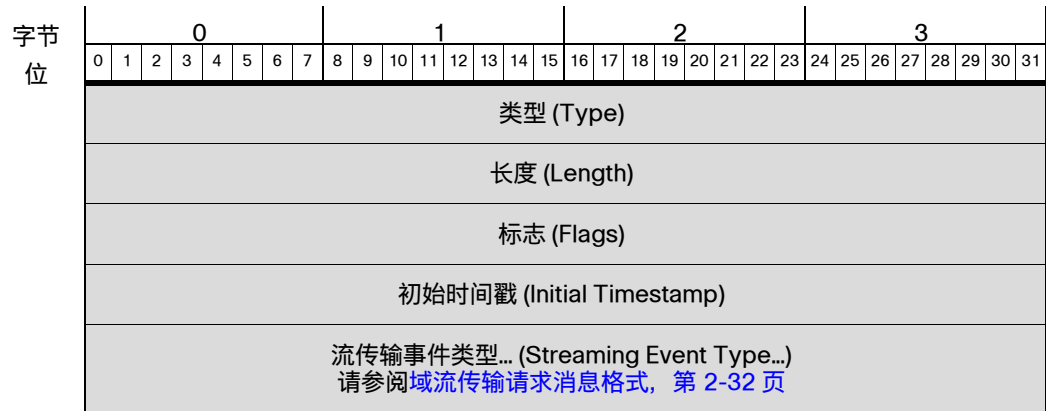 字节 0 1 2 3
位 0 1 2 3 4 5 6 7 8 9 10 11 12 13 14 15 16 17 18 19 20 21 22 23 24 25 26 27 28 29 30 31
类型 (Type)
长度 (Length)
标志 (Flags)
初始时间戳 (Initial Timestamp)
流传输事件类型... (Streaming Event Type...)
请参阅域流传输请求消息格式，第 2-32 页